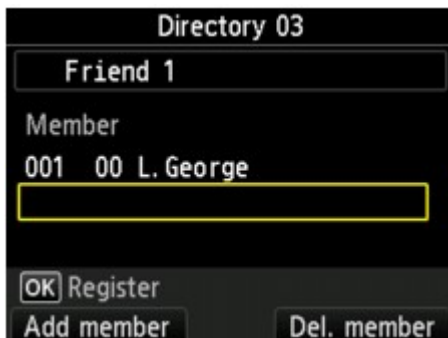 Directory 03
Friend 1
Member
001 00 L.George
OK Register
Add member Del. member